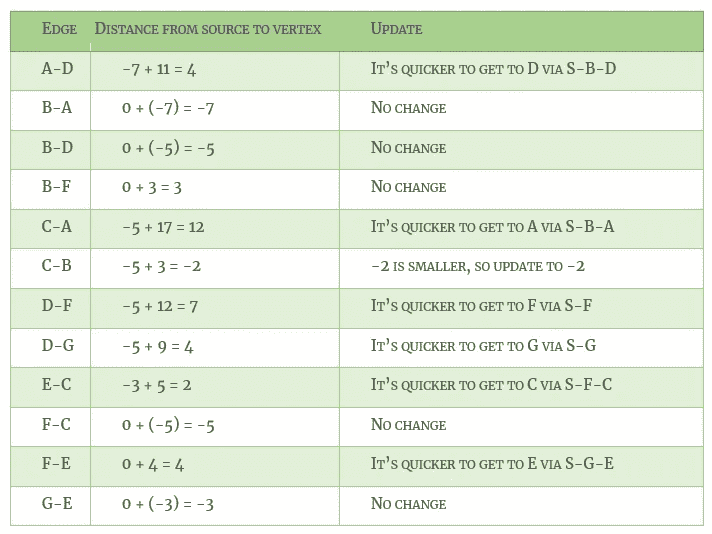 Edge Distance from source to vertex Update
A-D -7 + 11 = 4 It's quicker to get to D via S-B-D
B-A 0 + (-7) = -7 No change
B-D 0 + (-5) = -5 No change
B-F 0 + 3 = 3 No change
C-A -5 + 17 = 12 It's quicker to get to A via S-B-A
C-B -5 + 3 = -2 -2 is smaller, so update to -2
D-F -5 + 12 = 7 It's quicker to get to F via S-F
D-G -5 + 9 = 4 It's quicker to get to G via S-G
E-C -3 + 5 = 2 It's quicker to get to C via S-F-C
F-C 0 + (-5) = -5 No change
F-E 0 + 4 = 4 It's quicker to get to E via S-G-E
G-E 0 + (-3) = -3 No change